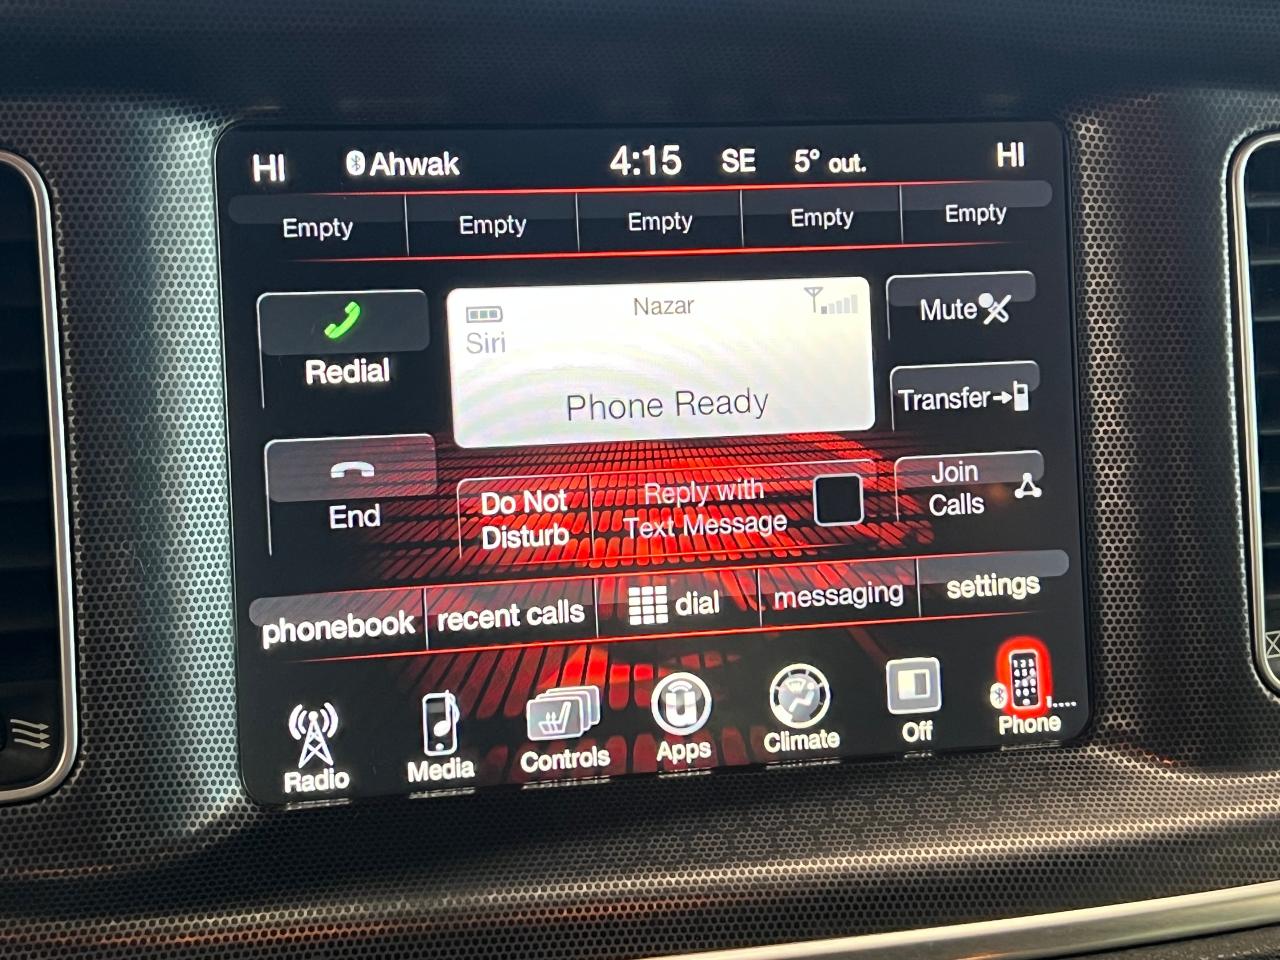 HI Ahwak 4:15 SE 5° out. HI
Empty Empty Empty Empty Empty
Redial
Nazar
Siri
Phone Ready
Mute
Transfer
End
Do Not
Disturb
Reply with
Text Message
Join
Calls
phonebook recent calls dial messaging settings
Radio Media Controls Apps Climate Off Phone